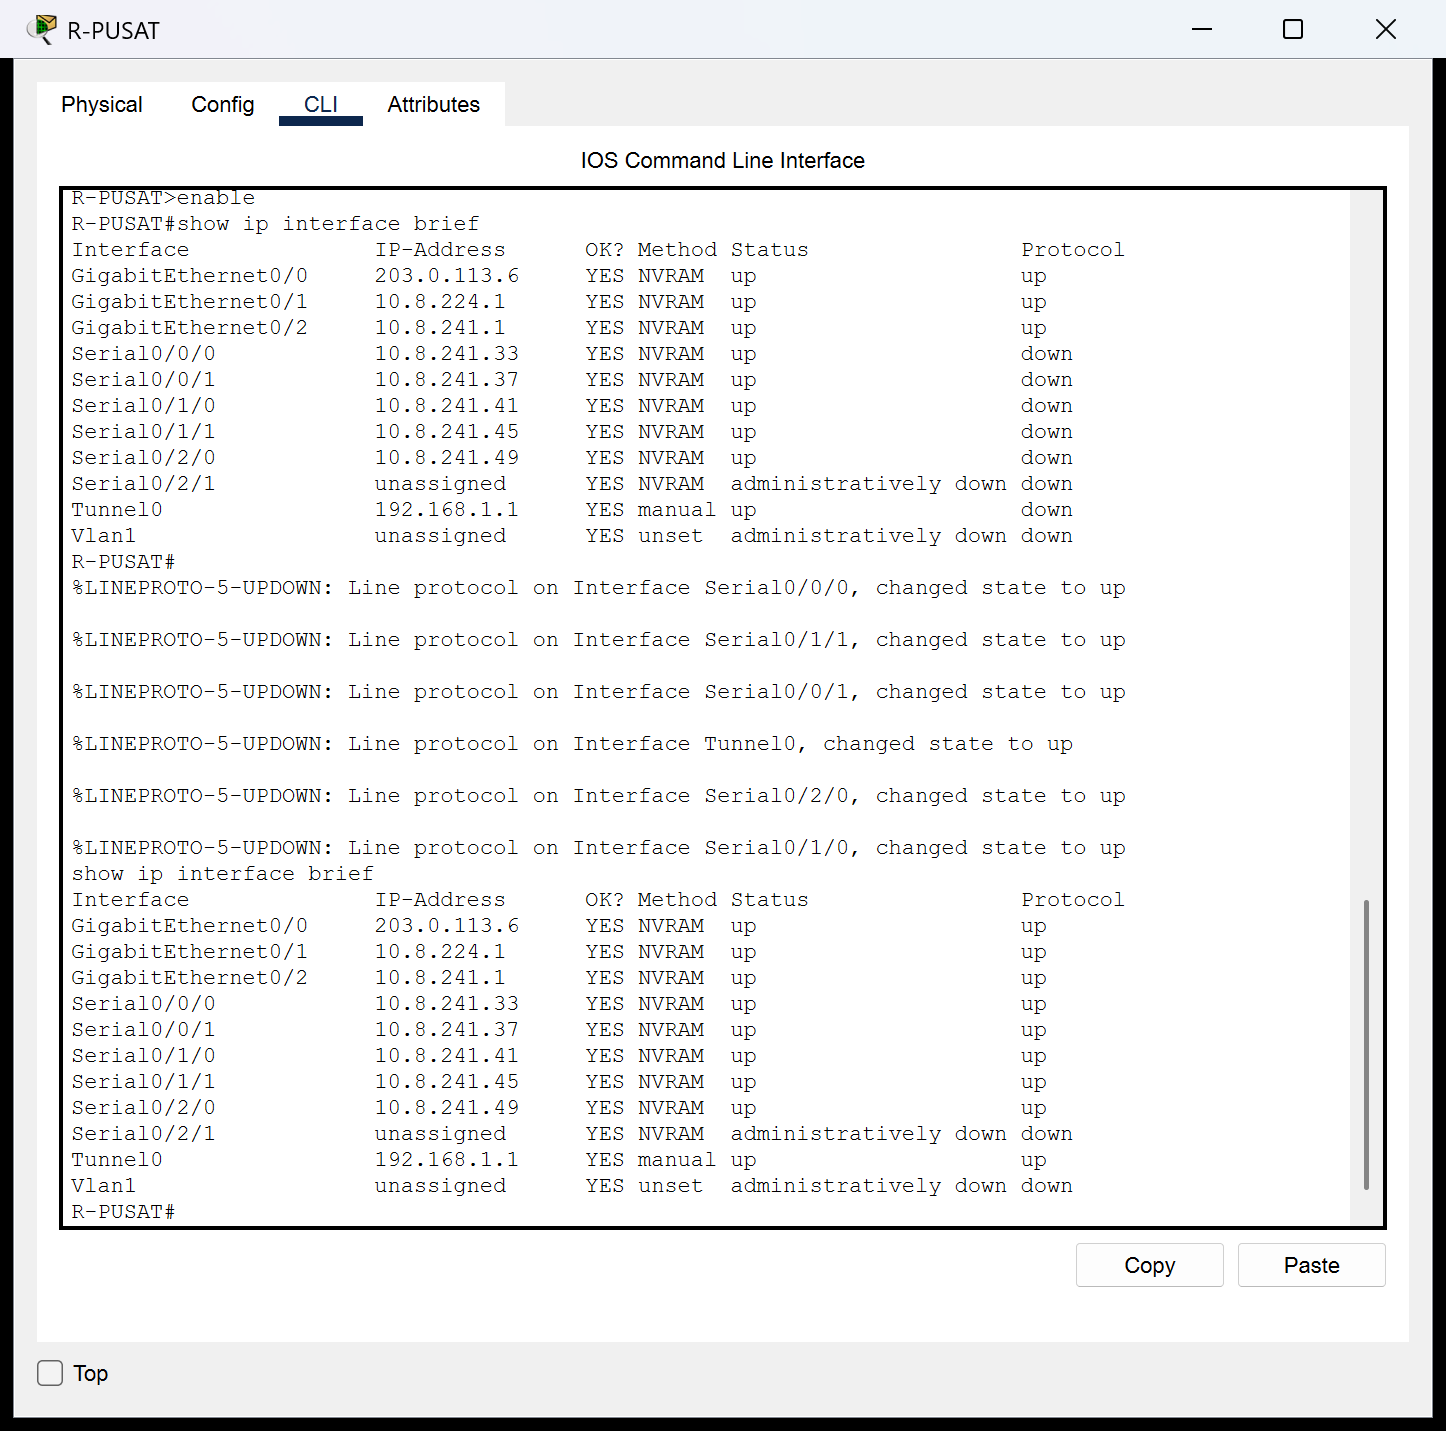 R-PUSAT
Physical Config CLI Attributes
IOS Command Line Interface
R-PUSAT>enable
R-PUSAT#show ip interface brief
Interface IP-Address OK? Method Status Protocol
GigabitEthernet0/0 203.0.113.6 YES NVRAM up up
GigabitEthernet0/1 10.8.224.1 YES NVRAM up up
GigabitEthernet0/2 10.8.241.1 YES NVRAM up up
Serial0/0/0 10.8.241.33 YES NVRAM up down
Serial0/0/1 10.8.241.37 YES NVRAM up down
Serial0/1/0 10.8.241.41 YES NVRAM up down
Serial0/1/1 10.8.241.45 YES NVRAM up down
Serial0/2/0 10.8.241.49 YES NVRAM up down
Serial0/2/1 unassigned YES NVRAM administratively down down
Tunnel0 192.168.1.1 YES manual up down
Vlan1 unassigned YES unset administratively down down
R-PUSAT#
%LINEPROTO-5-UPDOWN: Line protocol on Interface Serial0/0/0, changed state to up
%LINEPROTO-5-UPDOWN: Line protocol on Interface Serial0/1/1, changed state to up
%LINEPROTO-5-UPDOWN: Line protocol on Interface Serial0/0/1, changed state to up
%LINEPROTO-5-UPDOWN: Line protocol on Interface Tunnel0, changed state to up
%LINEPROTO-5-UPDOWN: Line protocol on Interface Serial0/2/0, changed state to up
%LINEPROTO-5-UPDOWN: Line protocol on Interface Serial0/1/0, changed state to up
show ip interface brief
Interface IP-Address OK? Method Status Protocol
GigabitEthernet0/0 203.0.113.6 YES NVRAM up up
GigabitEthernet0/1 10.8.224.1 YES NVRAM up up
GigabitEthernet0/2 10.8.241.1 YES NVRAM up up
Serial0/0/0 10.8.241.33 YES NVRAM up up
Serial0/0/1 10.8.241.37 YES NVRAM up up
Serial0/1/0 10.8.241.41 YES NVRAM up up
Serial0/1/1 10.8.241.45 YES NVRAM up up
Serial0/2/0 10.8.241.49 YES NVRAM up up
Serial0/2/1 unassigned YES NVRAM administratively down down
Tunnel0 192.168.1.1 YES manual up up
Vlan1 unassigned YES unset administratively down down
R-PUSAT#
Copy Paste
Top